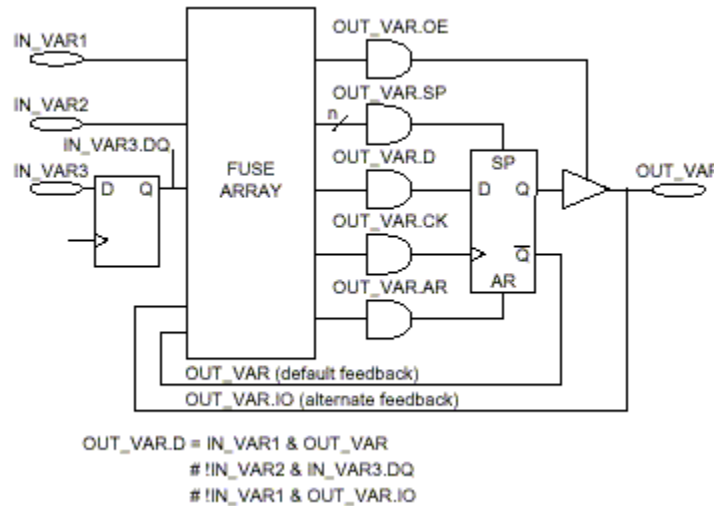 OUT_VAR.OE
IN_VAR1
OUT_VAR.SP
IN_VAR2
n
IN_VAR3.DQ
OUT_VAR.D
IN_VAR3
D Q
FUSE
ARRAY
SP
D Q
OUT_VAR
OUT_VAR.CK
Q
AR
OUT_VAR.AR
OUT_VAR (default feedback)
OUT_VAR.IO (alternate feedback)
OUT_VAR.D = IN_VAR1 & OUT_VAR
# !IN_VAR2 & IN_VAR3.DQ
# !IN_VAR1 & OUT_VAR.IO